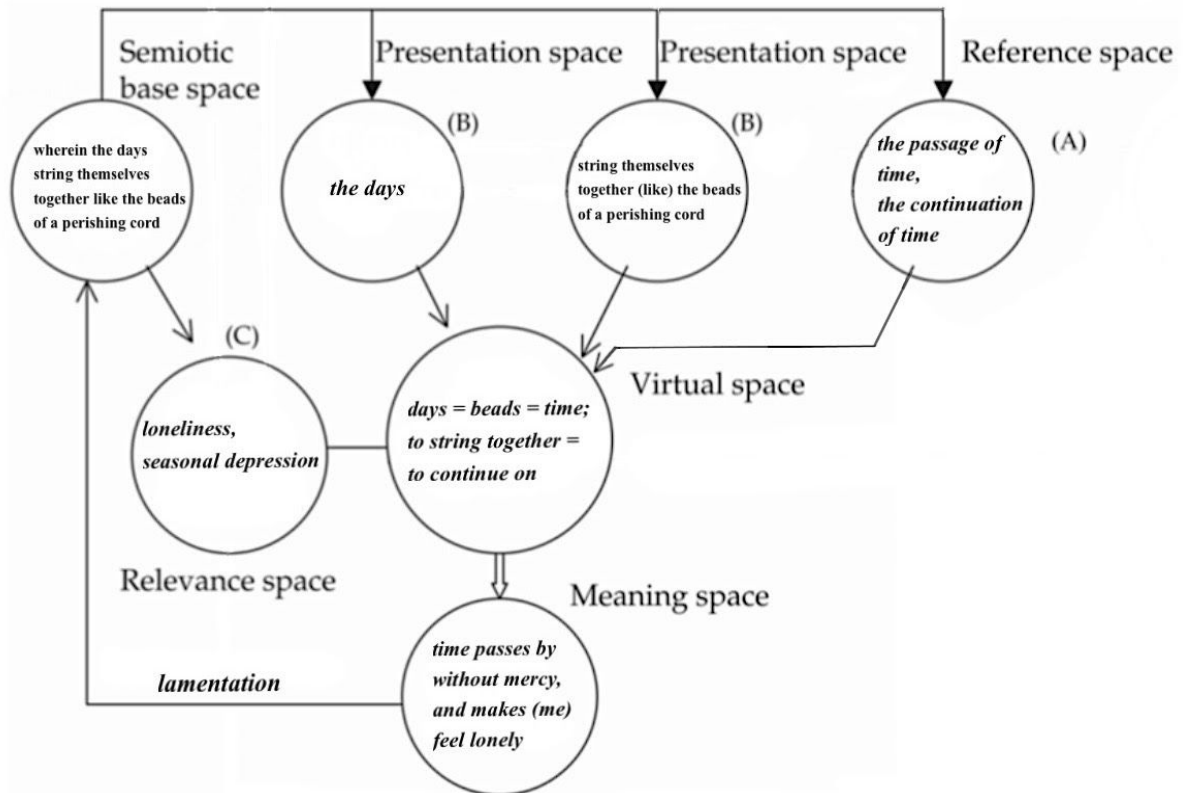 Semiotic
base space
Presentation space
Presentation space
Reference space
(B)
(B)
(A)
wherein the days
string themselves
together like the beads
of a perishing cord
the days
string themselves
together (like) the beads
of a perishing cord
the passage of
time,
the continuation
of time
(C)
Virtual space
loneliness,
seasonal depression
days = beads = time;
to string together =
to continue on
Relevance space
Meaning space
lamentation
time passes by
without mercy,
and makes (me)
feel lonely